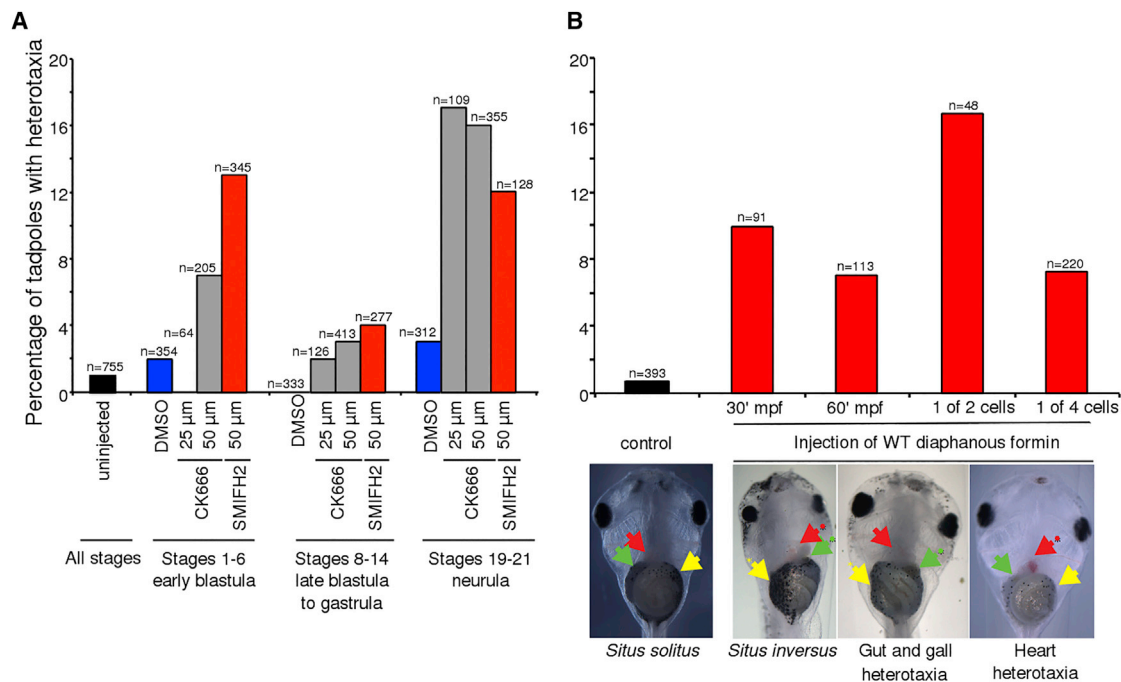 A
Percentage of tadpoles with heterotaxia
20
16
12
8
4
0
n=755
n=354
n=64
n=205
n=345
n=333
n=126
n=413
n=277
n=312
n=109
n=355
n=128
uninjected
DMSO
25 µm
50 µm
50 µm
DMSO
25 µm
50 µm
50 µm
DMSO
25 µm
50 µm
50 µm
CK666
SMIFH2
CK666
SMIFH2
CK666
SMIFH2
All stages
Stages 1-6
early blastula
Stages 8-14
late blastula
to gastrula
Stages 19-21
neurula
B
20
16
12
8
4
0
n=393
n=91
n=113
n=48
n=220
30' mpf
60' mpf
1 of 2 cells
1 of 4 cells
control
Injection of WT diaphanous formin
*
*
*
*
*
*
Situs solitus
Situs inversus
Gut and gall
heterotaxia
Heart
heterotaxia